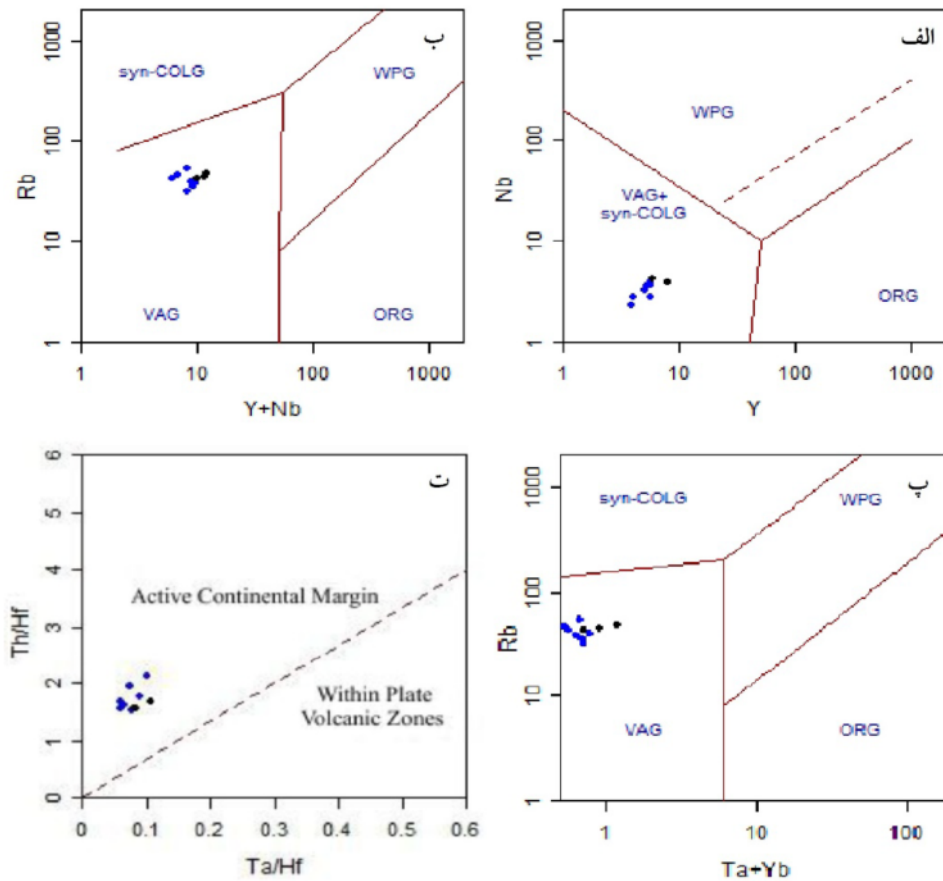 ب
syn-COLG
WPG
VAG
ORG
Rb
1
10
100
1000
1
10
100
1000
Y+Nb
الف
WPG
VAG+
syn-COLG
ORG
Nb
1
10
100
1000
1
10
100
1000
Y
ت
Active Continental Margin
Within Plate
Volcanic Zones
Th/Hf
0
1
2
3
4
5
6
0
0.1
0.2
0.3
0.4
0.5
0.6
Ta/Hf
پ
syn-COLG
WPG
VAG
ORG
Rb
1
10
100
1000
1
10
100
Ta+Yb